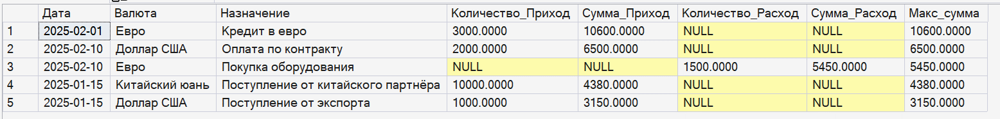 Дата Валюта Назначение Количество_Приход Сумма_Приход Количество_Расход Сумма_Расход Макс_сумма
1 2025-02-01 Евро Кредит в евро 3000.0000 10600.0000 NULL NULL 10600.0000
2 2025-02-10 Доллар США Оплата по контракту 2000.0000 6500.0000 NULL NULL 6500.0000
3 2025-02-10 Евро Покупка оборудования NULL NULL 1500.0000 5450.0000 5450.0000
4 2025-01-15 Китайский юань Поступление от китайского партнёра 10000.0000 4380.0000 NULL NULL 4380.0000
5 2025-01-15 Доллар США Поступление от экспорта 1000.0000 3150.0000 NULL NULL 3150.0000